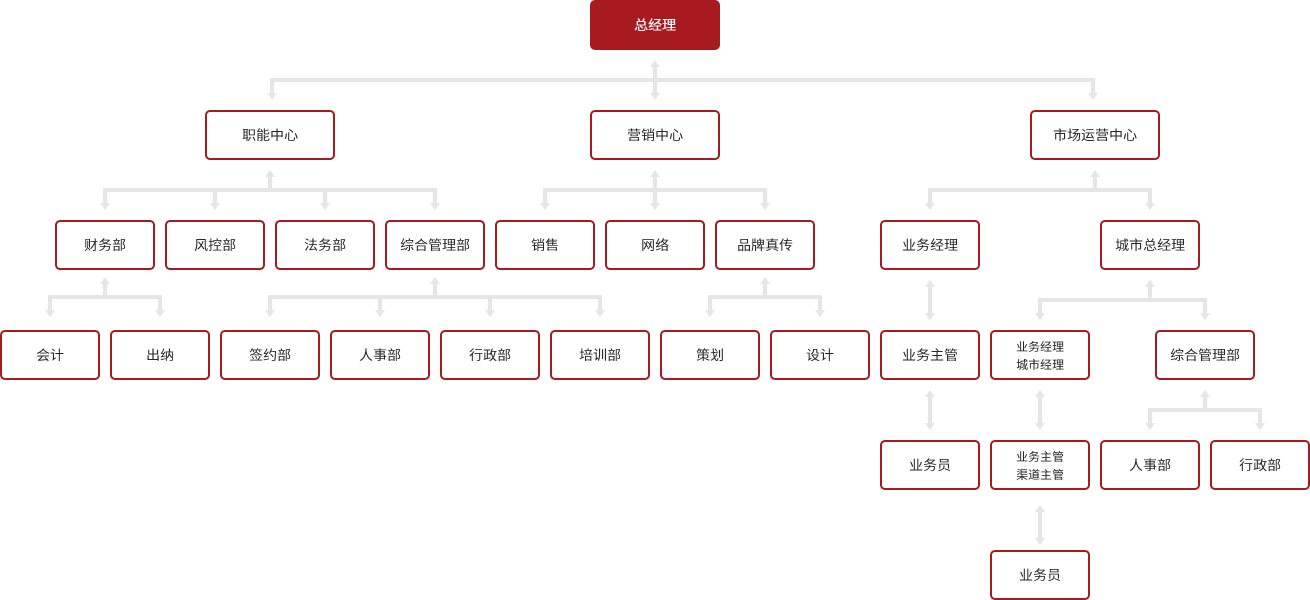 总经理
职能中心
营销中心
市场运营中心
财务部
风控部
法务部
综合管理部
销售
网络
品牌真传
业务经理
城市总经理
会计
出纳
签约部
人事部
行政部
培训部
策划
设计
业务主管
业务经理
城市经理
综合管理部
业务员
业务主管
渠道主管
人事部
行政部
业务员